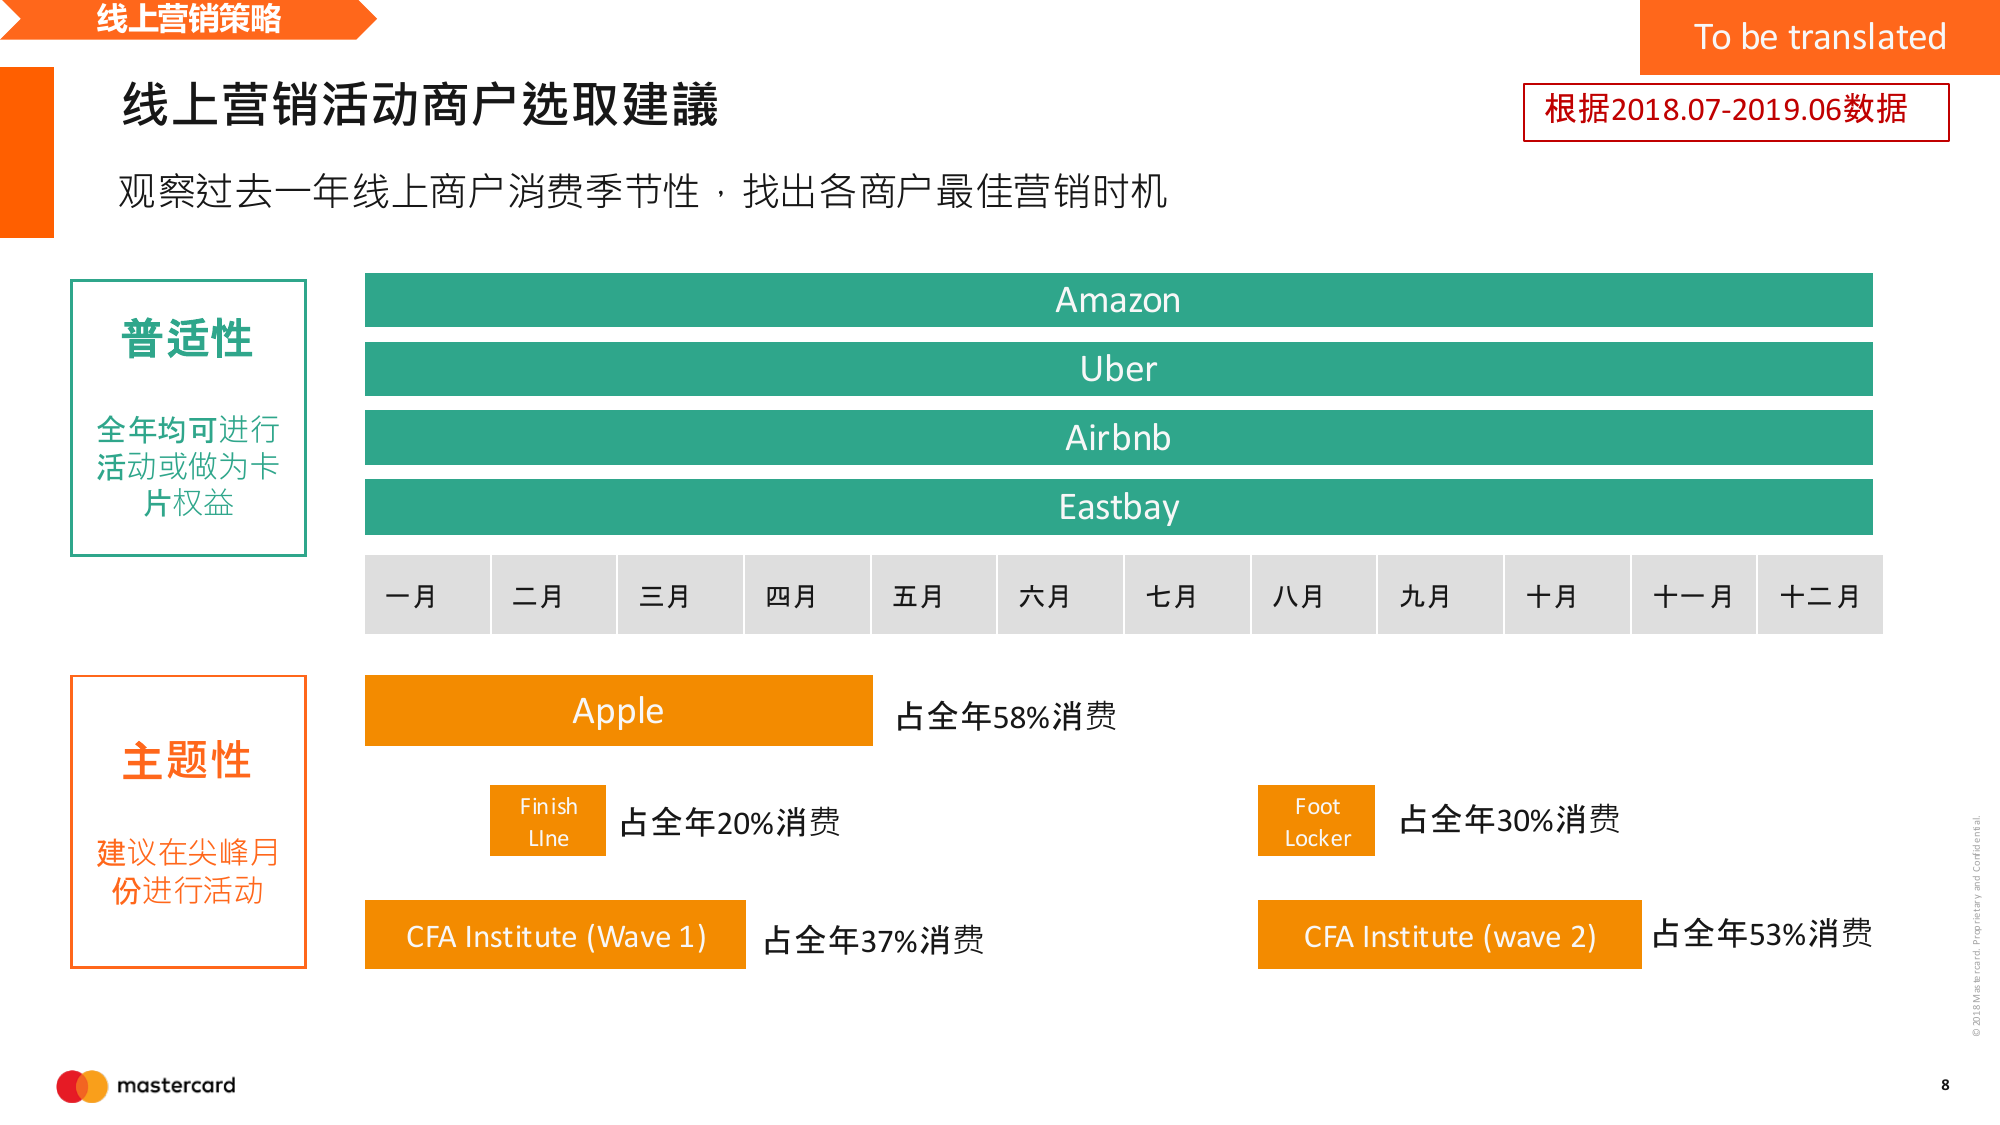 线上营销策略
To be translated
线上营销活动商户选取建議
根据2018.07-2019.06数据
观察过去一年线上商户消费季节性，找出各商户最佳营销时机
普适性
全年均可进行
活动或做为卡
片权益
Amazon
Uber
Airbnb
Eastbay
一月 二月 三月 四月 五月 六月 七月 八月 九月 十月 十一月 十二月
主题性
建议在尖峰月
份进行活动
Apple
占全年58%消费
Finish
LIne
占全年20%消费
Foot
Locker
占全年30%消费
CFA Institute (Wave 1)
占全年37%消费
CFA Institute (wave 2)
占全年53%消费
©2018 Mastercard. Proprietary and Confidential.
mastercard
8